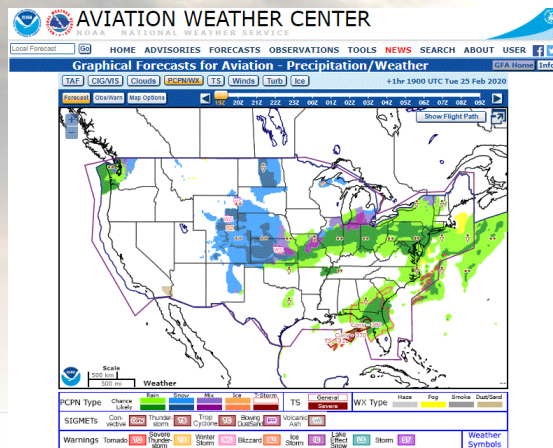 AVIATION WEATHER CENTER
NOAA NATIONAL WEATHER SERVICE
Local Forecast Go HOME ADVISORIES FORECASTS OBSERVATIONS TOOLS NEWS SEARCH ABOUT USER
Graphical Forecasts for Aviation - Precipitation/Weather GFA Home Info
TAF CIG/VIS Clouds PCPN/WX TS Winds Turb Ice +1hr 1900 UTC Tue 25 Feb 2020
Forecast Obs/Warn Map Options 19Z 20Z 21Z 22Z 23Z 00Z 01Z 02Z 03Z 04Z 05Z 06Z 07Z 08Z 09Z
+ Show Flight Path
−
Scale
500 km
500 mi Weather
PCPN Type Chance Likely Rain Snow Mix Ice T-Storm TS General Severe WX Type Haze Fog Smoke Dust/Sand
SIGMETs Convective Thunderstorm Trop Cyclone Blowing Dust/Sand Volcanic Ash
Warnings Tornado Severe Thunderstorm Winter Storm Blizzard Ice Storm Lake Effect Snow Storm Weather Symbols